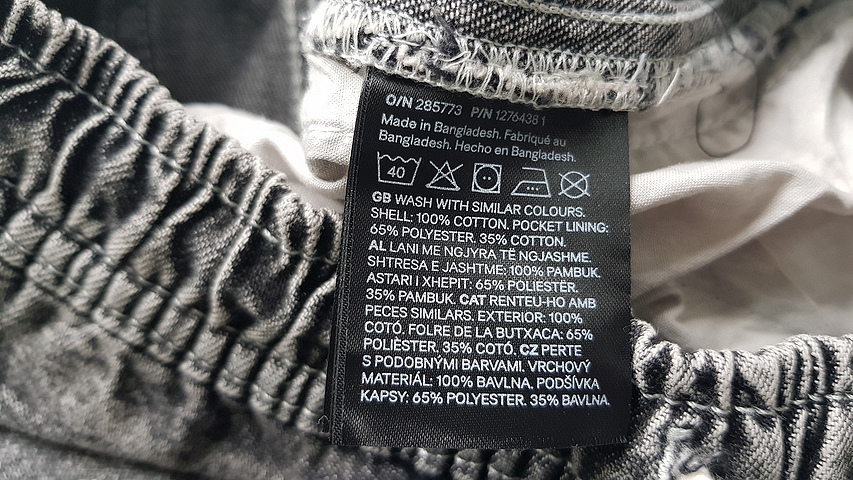 O/N 285773 P/N 1276438 1
Made in Bangladesh. Fabriqué au
Bangladesh. Hecho en Bangladesh.
40
GB WASH WITH SIMILAR COLOURS.
SHELL: 100% COTTON. POCKET LINING:
65% POLYESTER. 35% COTTON.
AL LANI ME NGJYRA TË NGJASHME.
SHTRESA E JASHTME: 100% PAMBUK.
ASTARI I XHEPIT: 65% POLIESTËR.
35% PAMBUK. CAT RENTEU-HO AMB
PECES SIMILARS. EXTERIOR: 100%
COTÓ. FOLRE DE LA BUTXACA: 65%
POLIÈSTER. 35% COTÓ. CZ PERTE
S PODOBNÝMI BARVAMI. VRCHOVÝ
MATERIÁL: 100% BAVLNA. PODŠÍVKA
KAPSY: 65% POLYESTER. 35% BAVLNA.